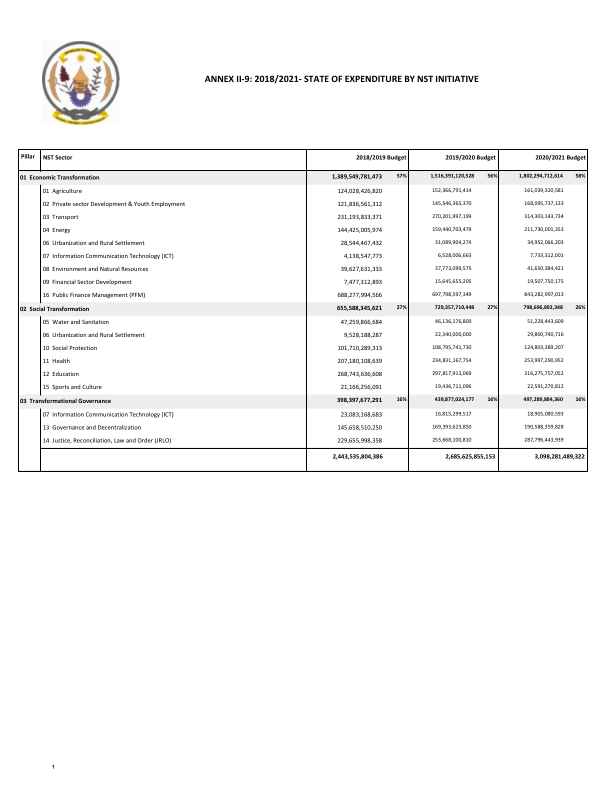 ANNEX II-9: 2018/2021- STATE OF EXPENDITURE BY NST INITIATIVE
Pillar NST Sector 2018/2019 Budget 2019/2020 Budget 2020/2021 Budget
01 Economic Transformation 1,389,549,781,473 57% 1,516,391,120,528 56% 1,802,294,712,614 58%
01 Agriculture 124,028,426,820 152,366,791,414 161,039,320,581
02 Private sector Development & Youth Employment 121,836,561,312 145,546,365,370 168,095,737,133
03 Transport 231,193,833,371 270,201,997,199 314,303,143,734
04 Energy 144,425,005,974 159,440,703,479 211,730,001,353
06 Urbanization and Rural Settlement 28,544,467,432 31,089,904,274 34,952,066,203
07 Information Communication Technology (ICT) 4,138,547,773 6,528,006,663 7,733,312,001
08 Environment and Natural Resources 39,627,631,333 37,773,099,575 41,650,384,421
09 Financial Sector Development 7,477,312,893 15,645,655,205 19,507,750,175
16 Public Finance Management (PFM) 688,277,994,566 697,798,597,349 843,282,997,013
02 Social Transformation 655,588,345,621 27% 729,357,710,448 27% 798,696,892,348 26%
05 Water and Sanitation 47,259,866,684 46,136,176,800 51,228,443,609
06 Urbanization and Rural Settlement 9,528,188,287 22,340,000,000 29,800,740,716
10 Social Protection 101,710,289,313 108,795,741,730 124,803,389,207
11 Health 207,180,108,639 234,831,167,754 253,997,290,952
12 Education 268,743,636,608 297,817,913,069 316,275,757,052
15 Sports and Culture 21,166,256,091 19,436,711,096 22,591,270,812
03 Transformational Governance 398,397,677,291 16% 439,877,024,177 16% 497,289,884,360 16%
07 Information Communication Technology (ICT) 23,083,168,683 16,815,299,517 18,905,080,593
13 Governance and Decentralization 145,658,510,250 169,393,623,850 190,588,359,828
14 Justice, Reconciliation, Law and Order (JRLO) 229,655,998,358 253,668,100,810 287,796,443,939
2,443,535,804,386 2,685,625,855,153 3,098,281,489,322
1